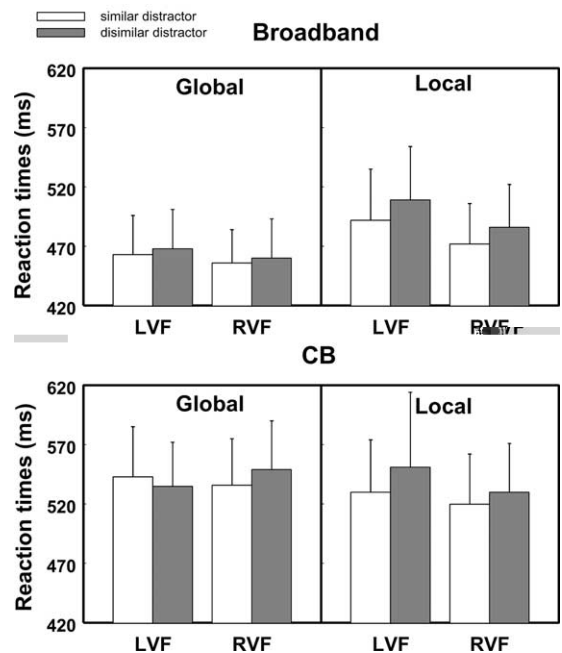 similar distractor
disimilar distractor
Broadband
Reaction times (ms)
620
570
520
470
420
Global
Local
LVF
RVF
LVF
RVF
CB
Reaction times (ms)
620
570
520
470
420
Global
Local
LVF
RVF
LVF
RVF